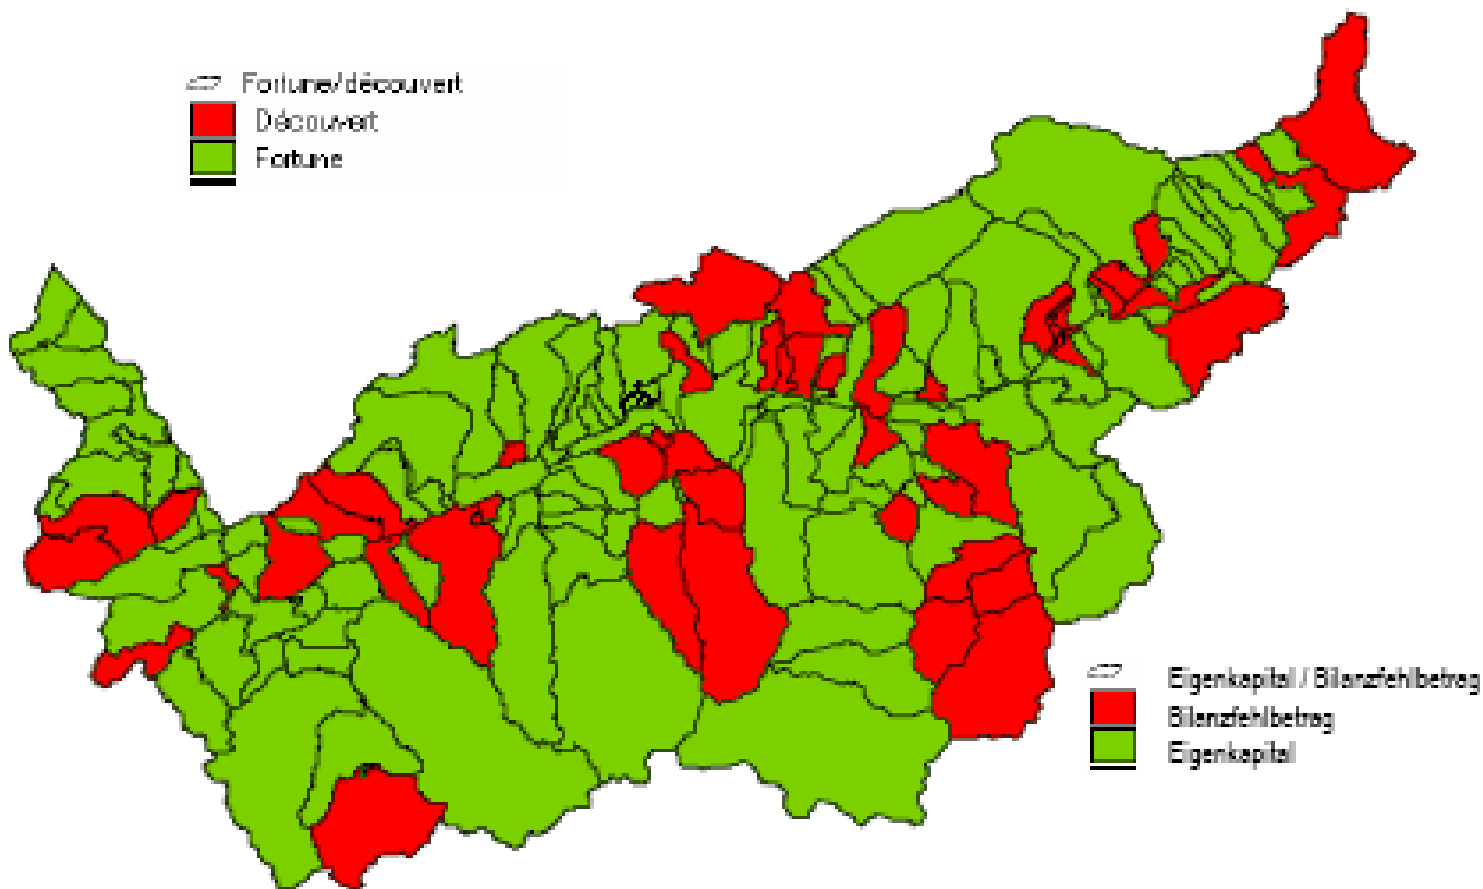 Fortune/découvert
Découvert
Fortune
Eigenkapital / Bilanzfehlbetrag
Bilanzfehlbetrag
Eigenkapital